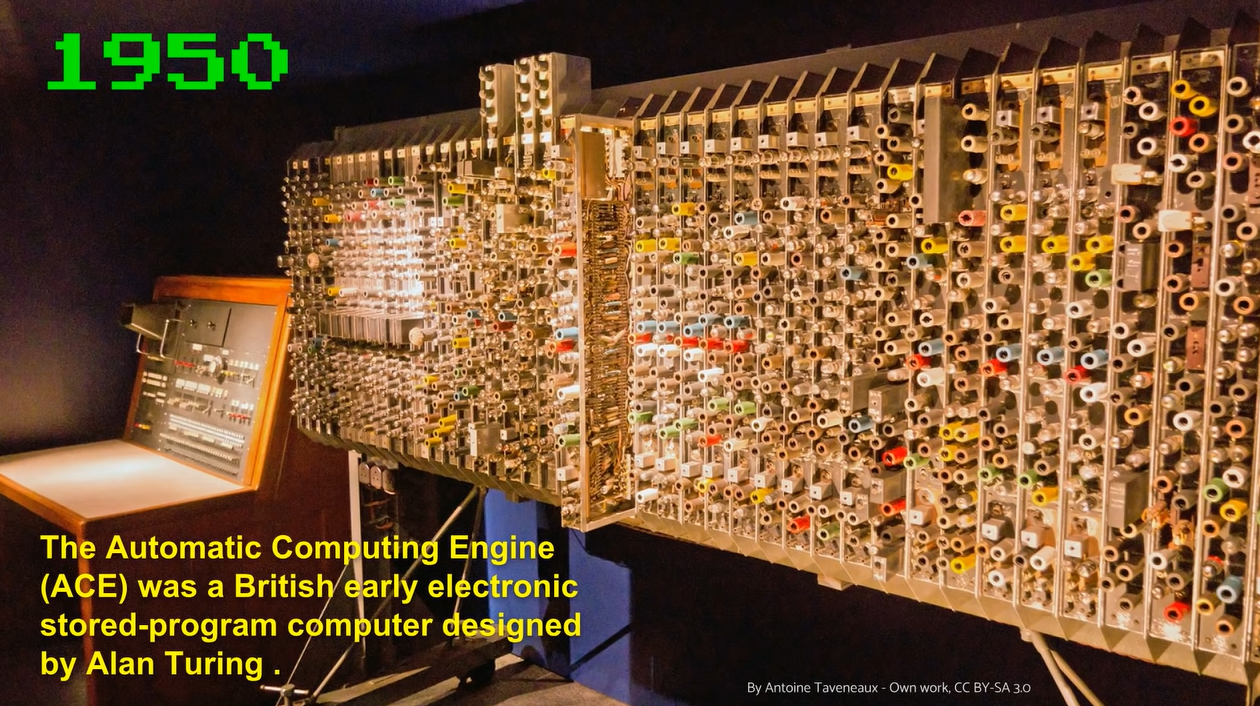 1950
The Automatic Computing Engine
(ACE) was a British early electronic
stored-program computer designed
by Alan Turing .
By Antoine Taveneaux - Own work, CC BY-SA 3.0